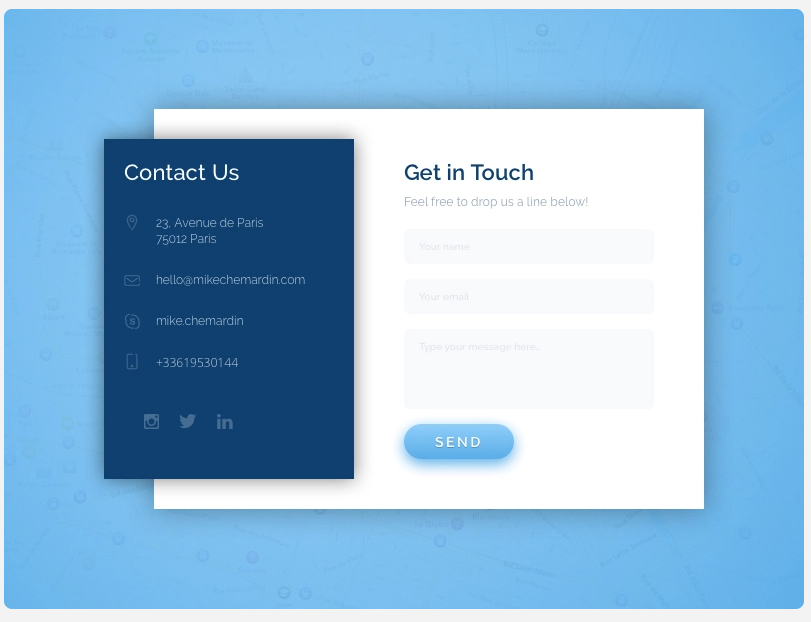 Contact Us
23, Avenue de Paris
75012 Paris
hello@mikechemardin.com
mike.chemardin
+33619530144
Get in Touch
Feel free to drop us a line below!
Your name
Your email
Type your message here...
SEND